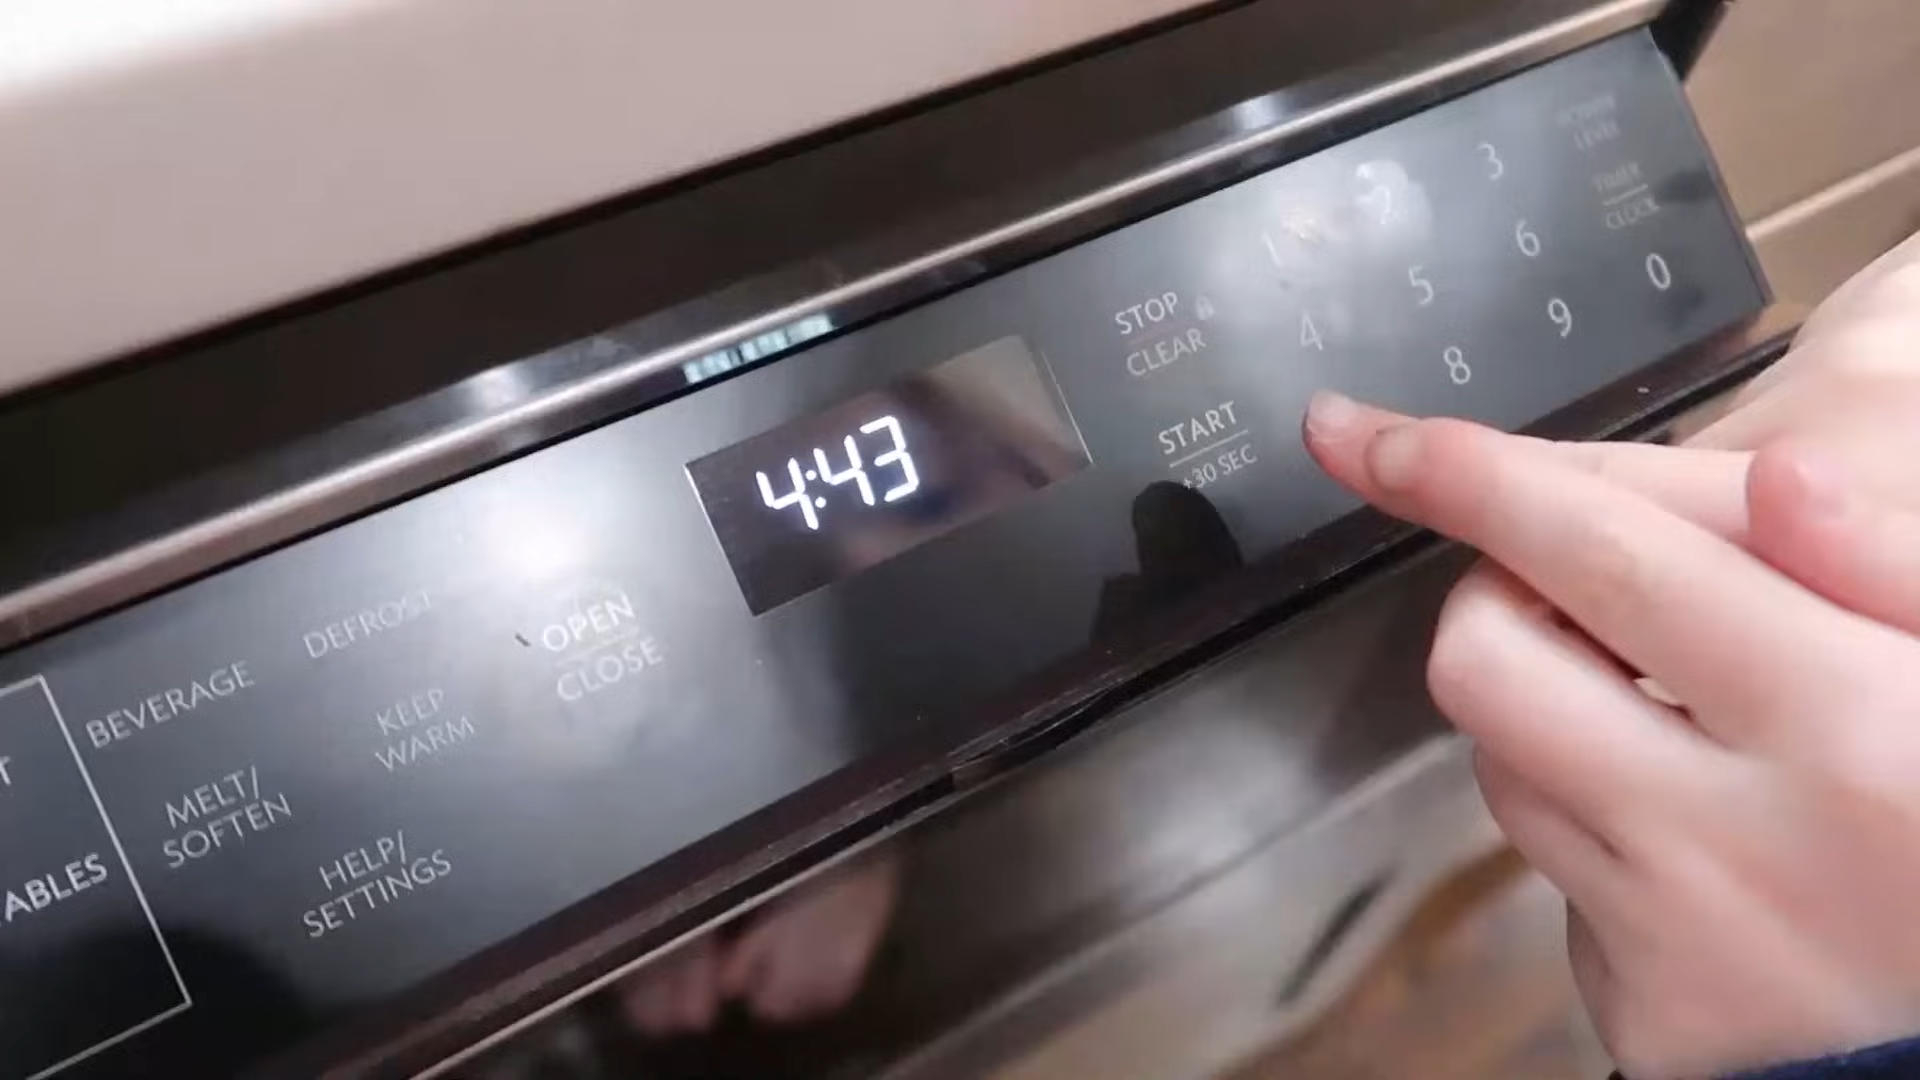 T
ABLES
BEVERAGE
MELT/
SOFTEN
DEFROST
KEEP
WARM
HELP/
SETTINGS
OPEN
CLOSE
4:43
STOP
CLEAR
START
+30 SEC
1 2 3
4 5 6
8 9 0
POWER
LEVEL
TIMER
CLOCK